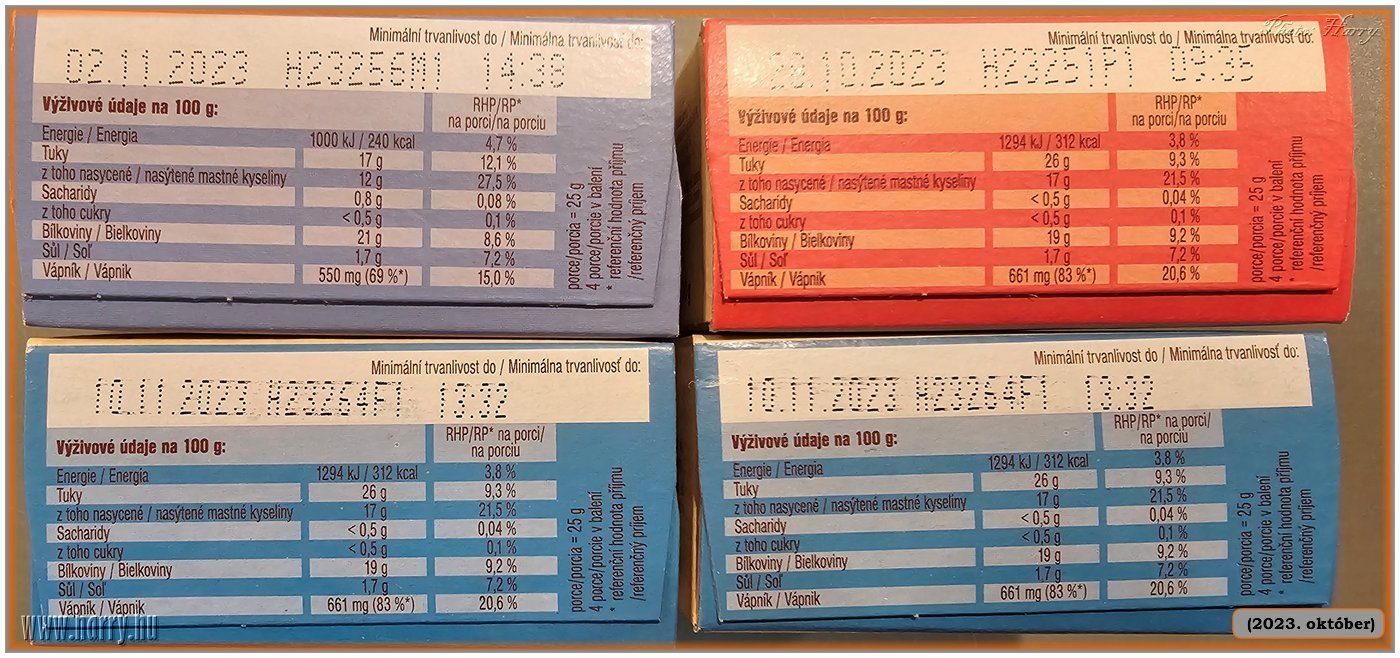 Minimální trvanlivost do / Minimálna trvanlivosť do:
02.11.2023 H23256M1 14:38
Výživové údaje na 100 g:
RHP/RP*
na porci/na porciu
Energie / Energia 1000 kJ / 240 kcal 4,7 %
Tuky 17 g 12,1 %
z toho nasycené / nasýtené mastné kyseliny 12 g 27,5 %
Sacharidy 0,8 g 0,08 %
z toho cukry < 0,5 g 0,1 %
Bílkoviny / Bielkoviny 21 g 8,6 %
Sůl / Soľ 1,7 g 7,2 %
Vápník / Vápnik 550 mg (69 %*) 15,0 %
porce/porcia = 25 g
4 porce/porcie v balení
* referenční hodnota příjmu
/referenčný príjem
Harry
Minimální trvanlivost do / Minimálna trvanlivosť do:
28.10.2023 H23251P1 09:35
Výživové údaje na 100 g:
RHP/RP*
na porci/na porciu
Energie / Energia 1294 kJ / 312 kcal 3,8 %
Tuky 26 g 9,3 %
z toho nasycené / nasýtené mastné kyseliny 17 g 21,5 %
Sacharidy < 0,5 g 0,04 %
z toho cukry < 0,5 g 0,1 %
Bílkoviny / Bielkoviny 19 g 9,2 %
Sůl / Soľ 1,7 g 7,2 %
Vápník / Vápnik 661 mg (83 %*) 20,6 %
porce/porcia = 25 g
4 porce/porcie v balení
* referenční hodnota příjmu
/referenčný príjem
Minimální trvanlivost do / Minimálna trvanlivosť do:
10.11.2023 H23264F1 13:32
Výživové údaje na 100 g:
RHP/RP* na porci/
na porciu
Energie / Energia 1294 kJ / 312 kcal 3,8 %
Tuky 26 g 9,3 %
z toho nasycené / nasýtené mastné kyseliny 17 g 21,5 %
Sacharidy < 0,5 g 0,04 %
z toho cukry < 0,5 g 0,1 %
Bílkoviny / Bielkoviny 19 g 9,2 %
Sůl / Soľ 1,7 g 7,2 %
Vápník / Vápnik 661 mg (83 %*) 20,6 %
porce/porcia = 25 g
4 porce/porcie v balení
* referenční hodnota příjmu
/referenčný príjem
Minimální trvanlivost do / Minimálna trvanlivosť do:
10.11.2023 H23264F1 13:32
Výživové údaje na 100 g:
RHP/RP* na porci/
na porciu
Energie / Energia 1294 kJ / 312 kcal 3,8 %
Tuky 26 g 9,3 %
z toho nasycené / nasýtené mastné kyseliny 17 g 21,5 %
Sacharidy < 0,5 g 0,04 %
z toho cukry < 0,5 g 0,1 %
Bílkoviny / Bielkoviny 19 g 9,2 %
Sůl / Soľ 1,7 g 7,2 %
Vápník / Vápnik 661 mg (83 %*) 20,6 %
porce/porcia = 25 g
4 porce/porcie v balení
* referenční hodnota příjmu
/referenčný príjem
www.harry.hu
(2023. október)